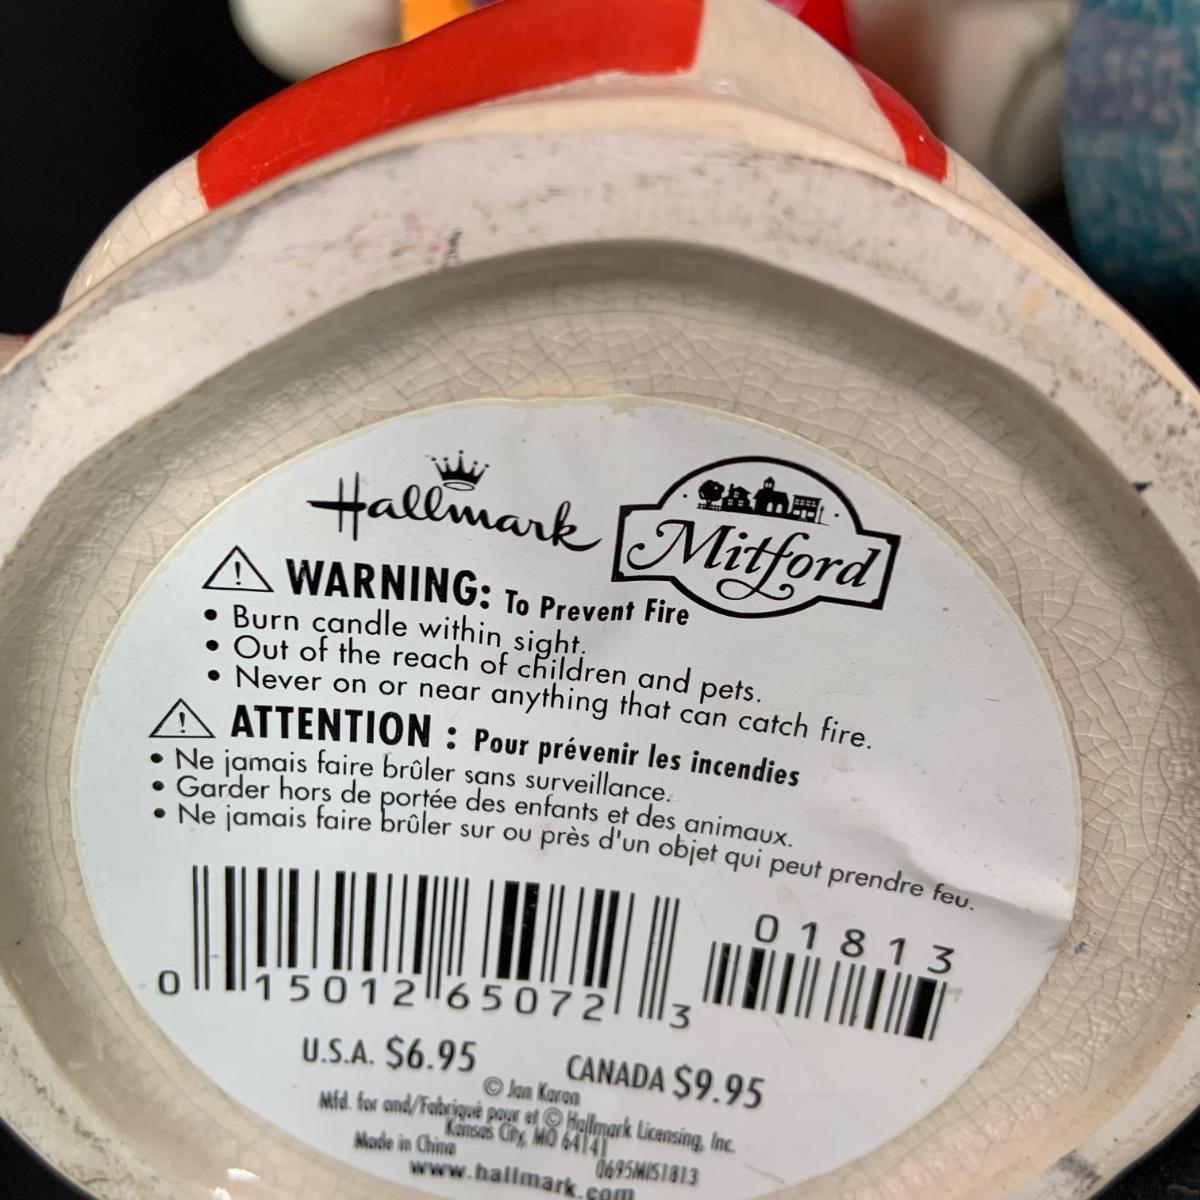 Hallmark
Mitford
WARNING: To Prevent Fire
• Burn candle within sight.
• Out of the reach of children and pets.
• Never on or near anything that can catch fire.
ATTENTION : Pour prévenir les incendies
• Ne jamais faire brûler sans surveillance.
• Garder hors de portée des enfants et des animaux.
• Ne jamais faire brûler sur ou près d'un objet qui peut prendre feu.
01813
0 15012 65072 3
U.S.A. $6.95 CANADA $9.95
© Jan Karon
Mfd. for and/Fabriqué pour et © Hallmark Licensing, Inc.
Kansas City, MO 64141
Made in China 0695MIS1813
www.hallmark.com